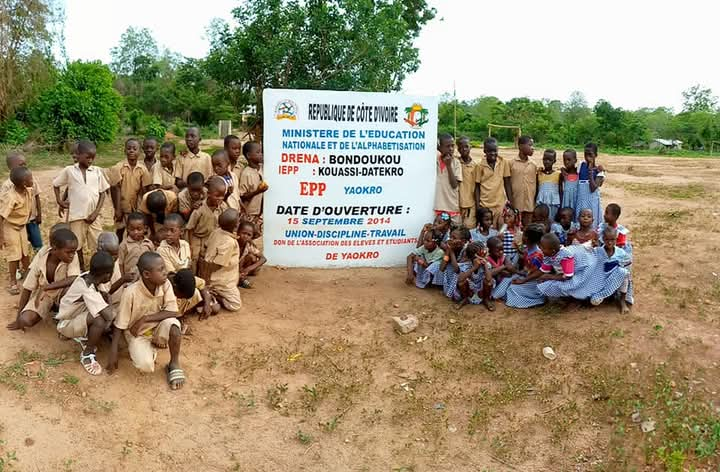 REPUBLIQUE DE CÔTE D'IVOIRE
MINISTERE DE L'EDUCATION
NATIONALE ET DE L'ALPHABETISATION
DRENA : BONDOUKOU
IEPP : KOUASSI-DATEKRO
EPP YAOKRO
DATE D'OUVERTURE :
15 SEPTEMBRE 2014
UNION-DISCIPLINE-TRAVAIL
DON DE L'ASSOCIATION DES ELEVES ET ETUDIANTS
DE YAOKRO